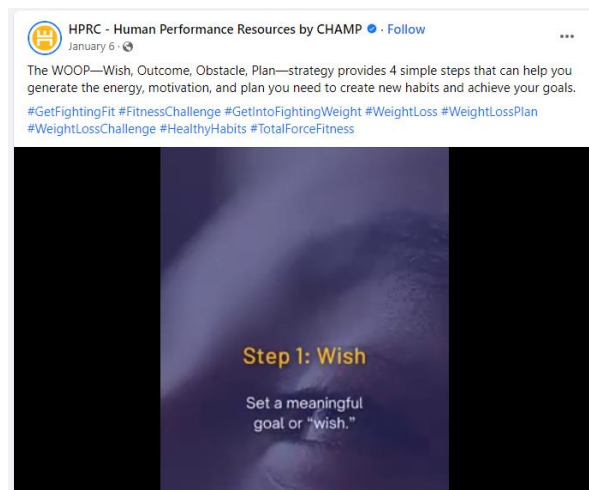 HPRC - Human Performance Resources by CHAMP · Follow
January 6 ·
The WOOP—Wish, Outcome, Obstacle, Plan—strategy provides 4 simple steps that can help you
generate the energy, motivation, and plan you need to create new habits and achieve your goals.
#GetFightingFit #FitnessChallenge #GetIntoFightingWeight #WeightLoss #WeightLossPlan
#WeightLossChallenge #HealthyHabits #TotalForceFitness
Step 1: Wish
Set a meaningful
goal or “wish.”